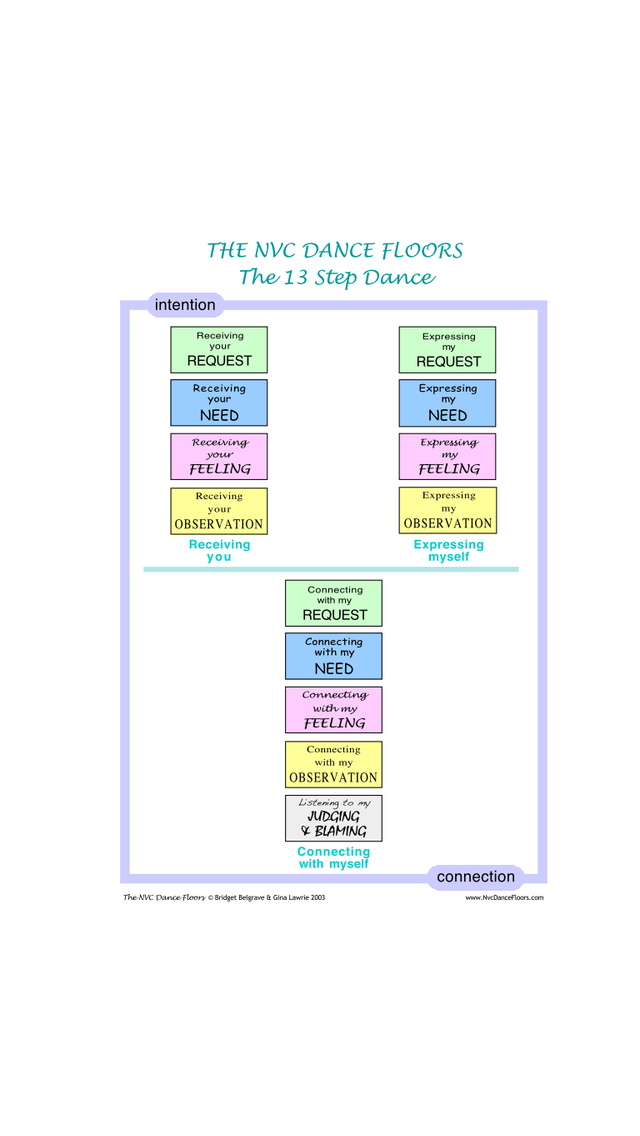 THE NVC DANCE FLOORS
The 13 Step Dance
intention
Receiving
your
REQUEST
Receiving
your
NEED
Receiving
your
FEELING
Receiving
your
OBSERVATION
Receiving
you
Expressing
my
REQUEST
Expressing
my
NEED
Expressing
my
FEELING
Expressing
my
OBSERVATION
Expressing
myself
Connecting
with my
REQUEST
Connecting
with my
NEED
Connecting
with my
FEELING
Connecting
with my
OBSERVATION
Listening to my
JUDGING
& BLAMING
Connecting
with myself
connection
The NVC Dance Floors © Bridget Belgrave & Gina Lawrie 2003
www.NvcDanceFloors.com